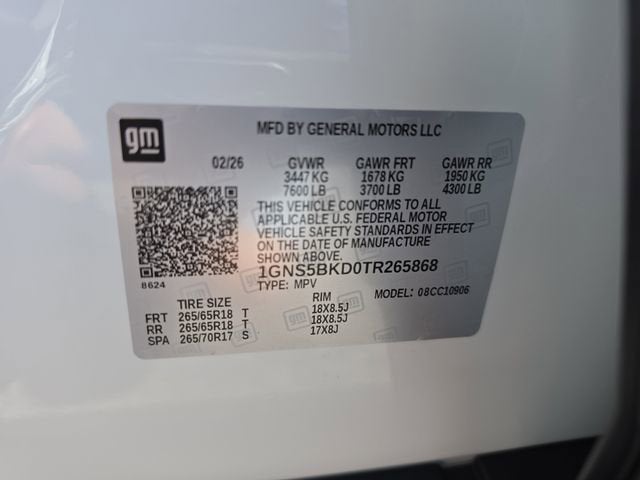 gm
MFD BY GENERAL MOTORS LLC
02/26 GVWR GAWR FRT GAWR RR
3447 KG 1678 KG 1950 KG
7600 LB 3700 LB 4300 LB
THIS VEHICLE CONFORMS TO ALL
APPLICABLE U.S. FEDERAL MOTOR
VEHICLE SAFETY STANDARDS IN EFFECT
ON THE DATE OF MANUFACTURE
SHOWN ABOVE.
1GNS5BKD0TR265868
8624
TYPE: MPV MODEL: 08CC10906
TIRE SIZE RIM
FRT 265/65R18 T 18X8.5J
RR 265/65R18 T 18X8.5J
SPA 265/70R17 S 17X8J